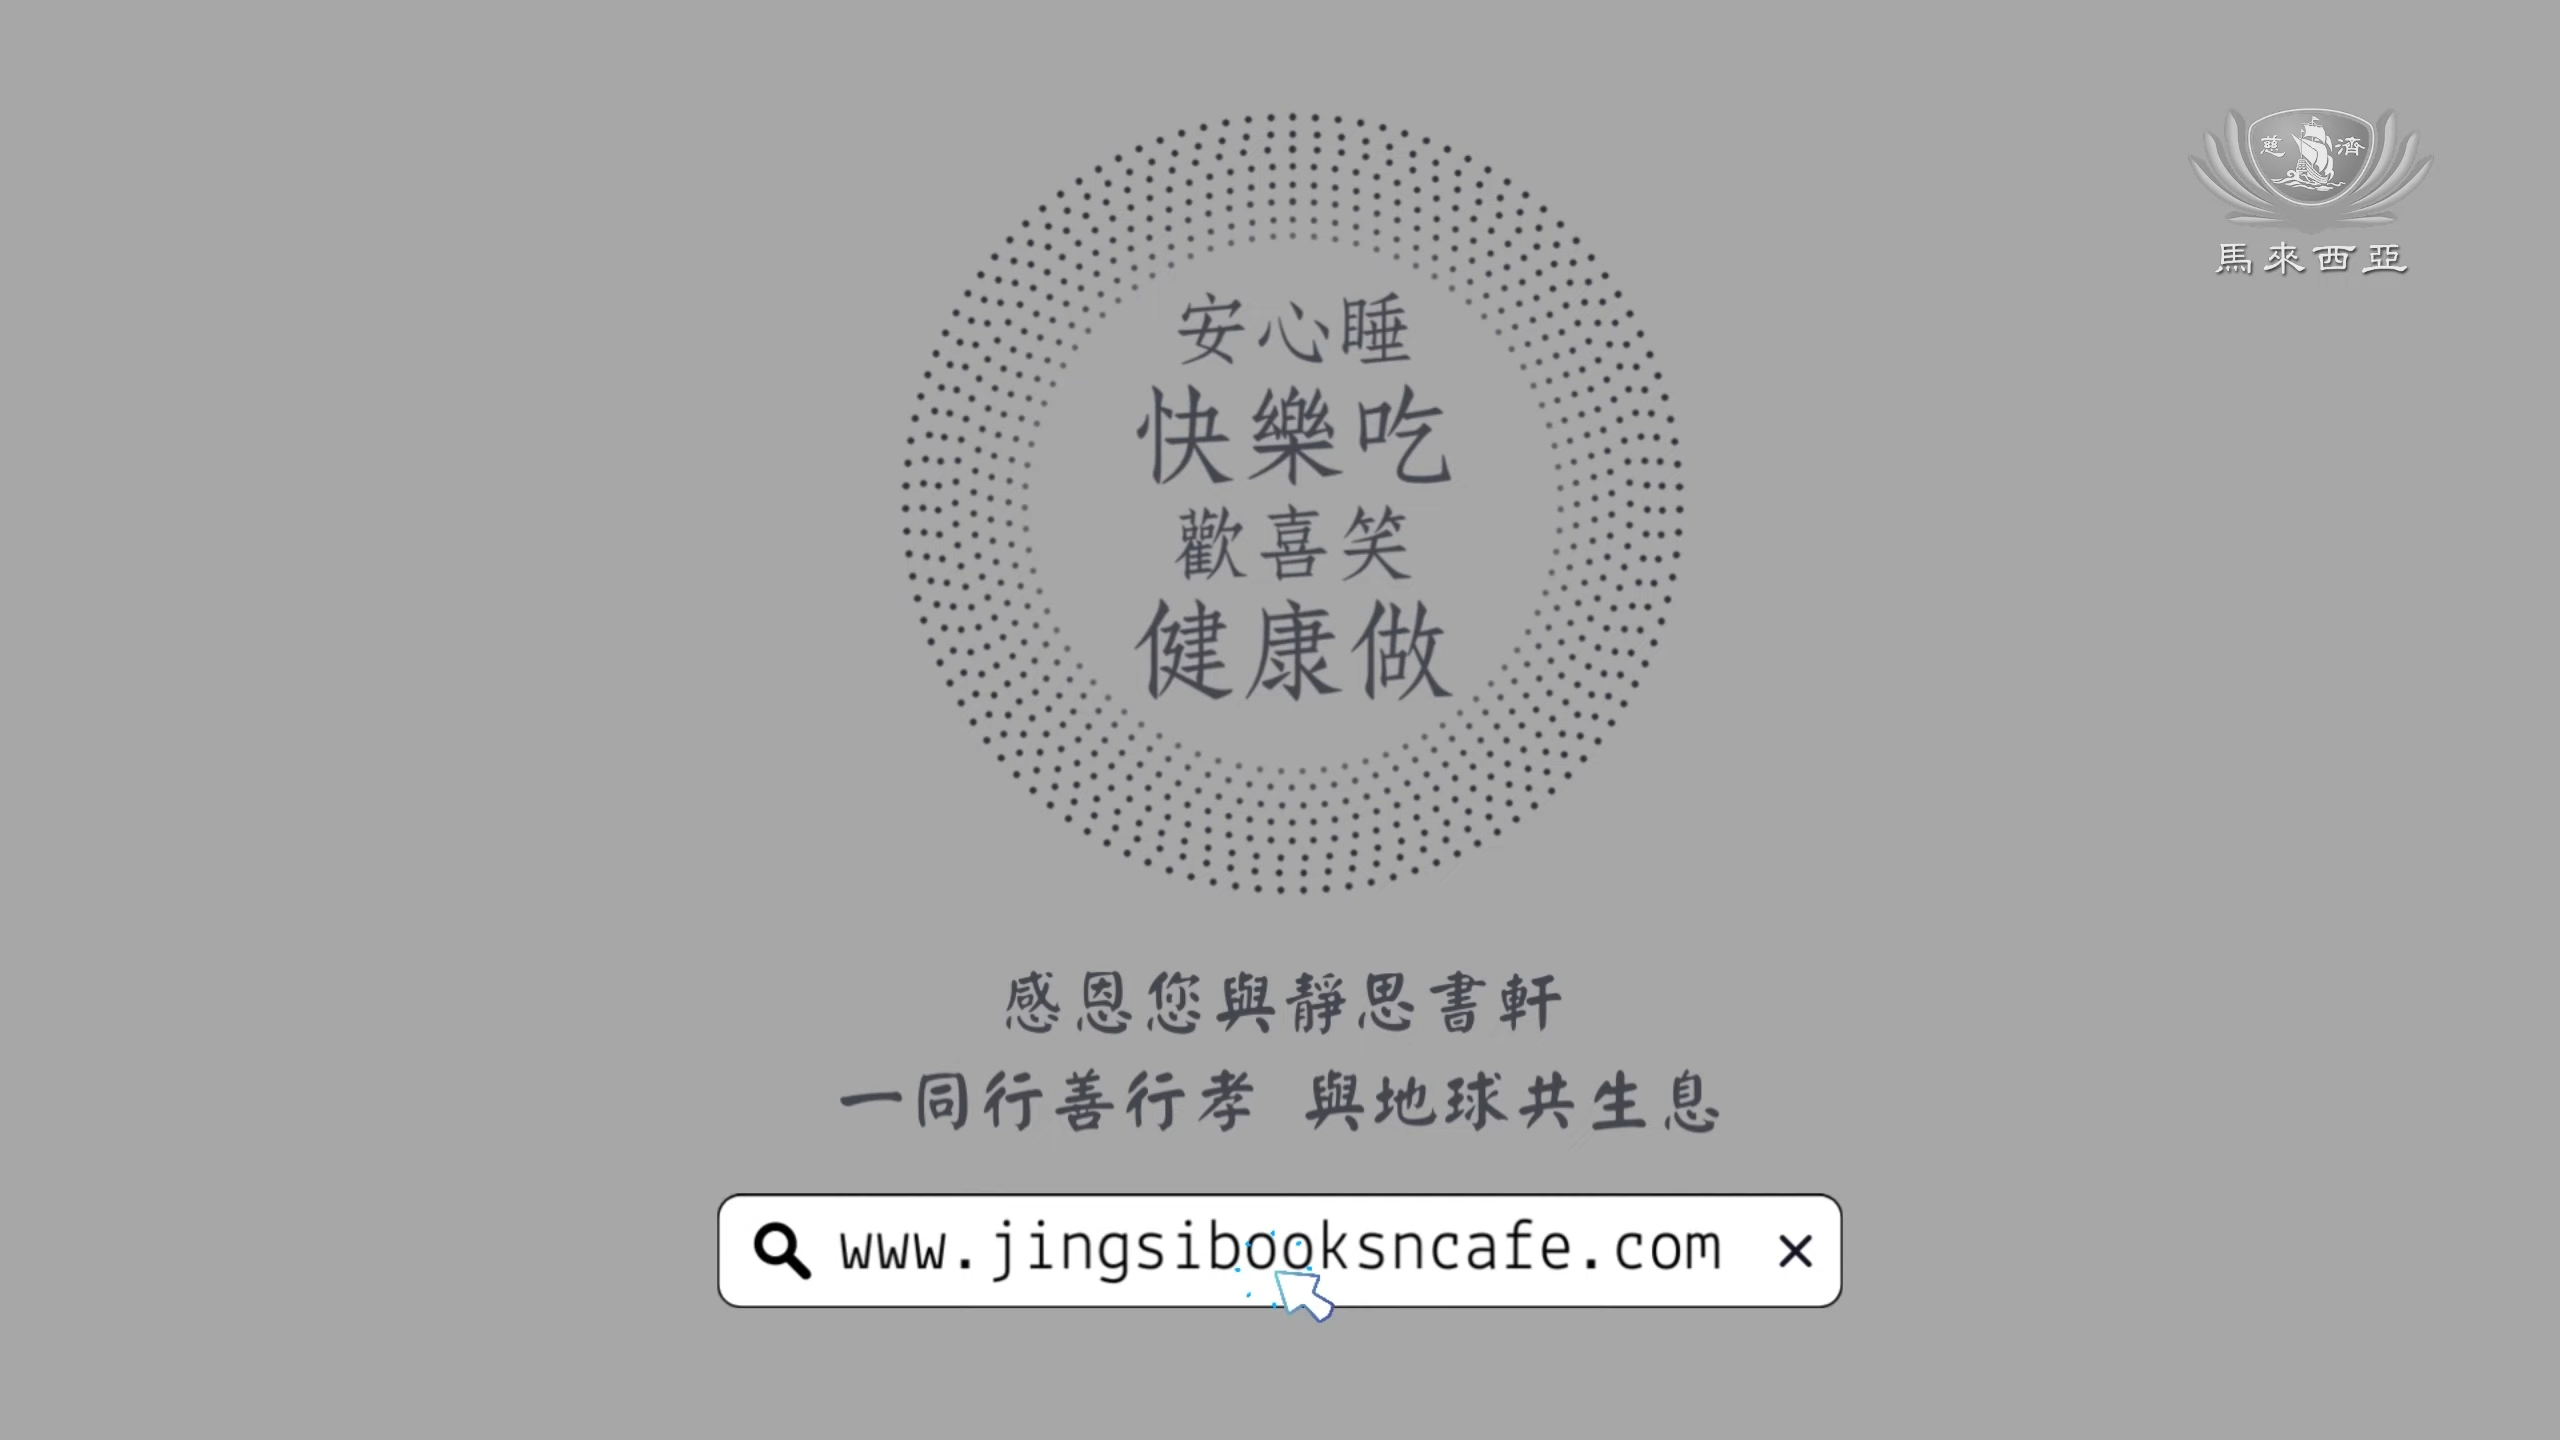 慈濟
馬來西亞
安心睡
快樂吃
歡喜笑
健康做
感恩您與靜思書軒
一同行善行孝 與地球共生息
www.jingsibooksncafe.com